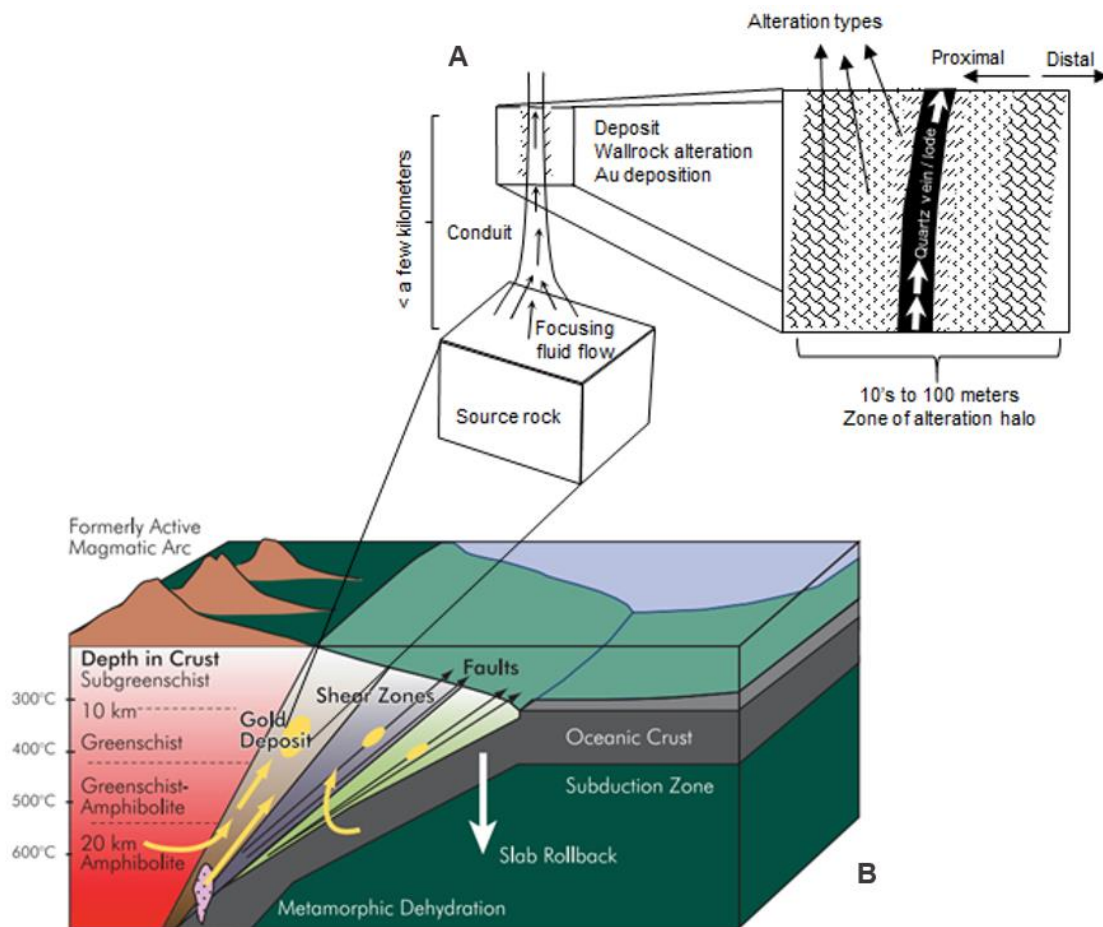 A
Alteration types
Proximal
Distal
Deposit
Wallrock alteration
Au deposition
Quartz vein / lode
< a few kilometers
Conduit
Focusing
fluid flow
Source rock
10's to 100 meters
Zone of alteration halo
Formerly Active
Magmatic Arc
Depth in Crust
Subgreenschist
300°C
10 km
Greenschist
400°C
Greenschist-
Amphibolite
500°C
20 km
Amphibolite
600°C
Gold
Deposit
Shear Zones
Faults
Oceanic Crust
Subduction Zone
Slab Rollback
Metamorphic Dehydration
B